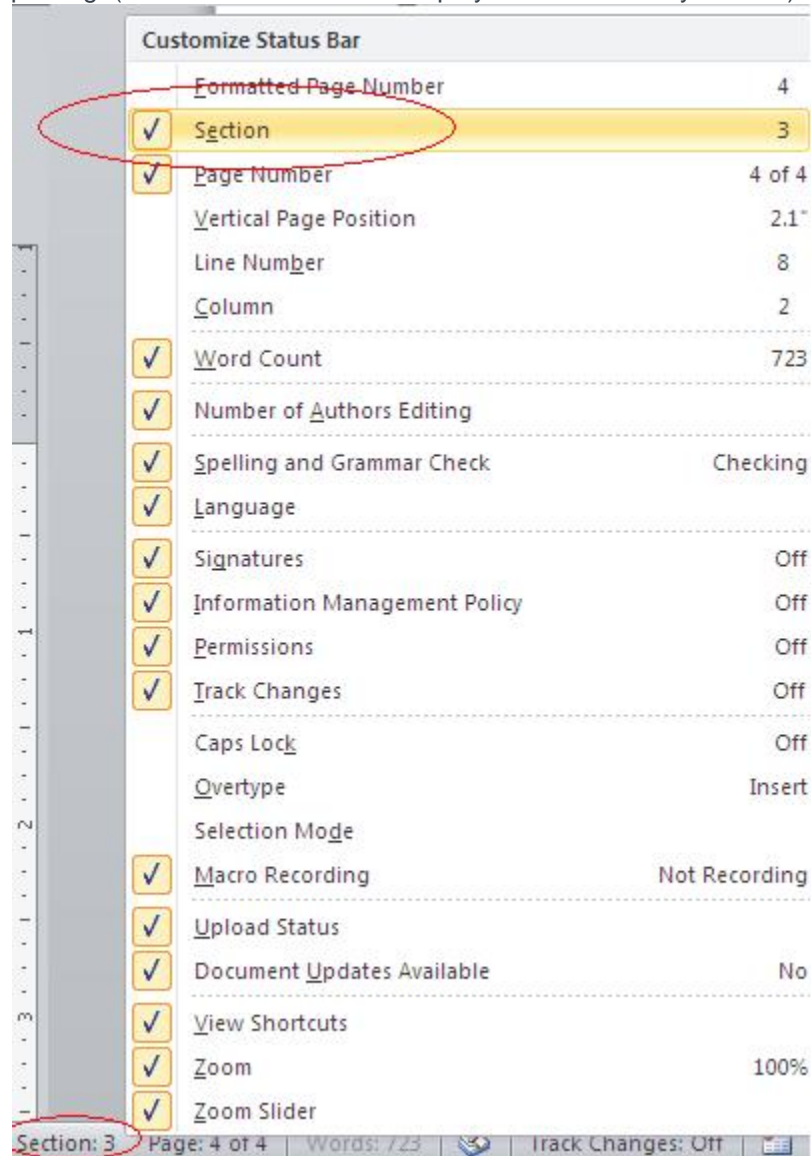 Customize Status Bar
Formatted Page Number 4
Section 3
Page Number 4 of 4
Vertical Page Position 2.1"
Line Number 8
Column 2
Word Count 723
Number of Authors Editing
Spelling and Grammar Check Checking
Language
Signatures Off
Information Management Policy Off
Permissions Off
Track Changes Off
Caps Lock Off
Overtype Insert
Selection Mode
Macro Recording Not Recording
Upload Status
Document Updates Available No
View Shortcuts
Zoom 100%
Zoom Slider
1
1
2
3
Section: 3 Page: 4 of 4 Words: 723 Track Changes: Off